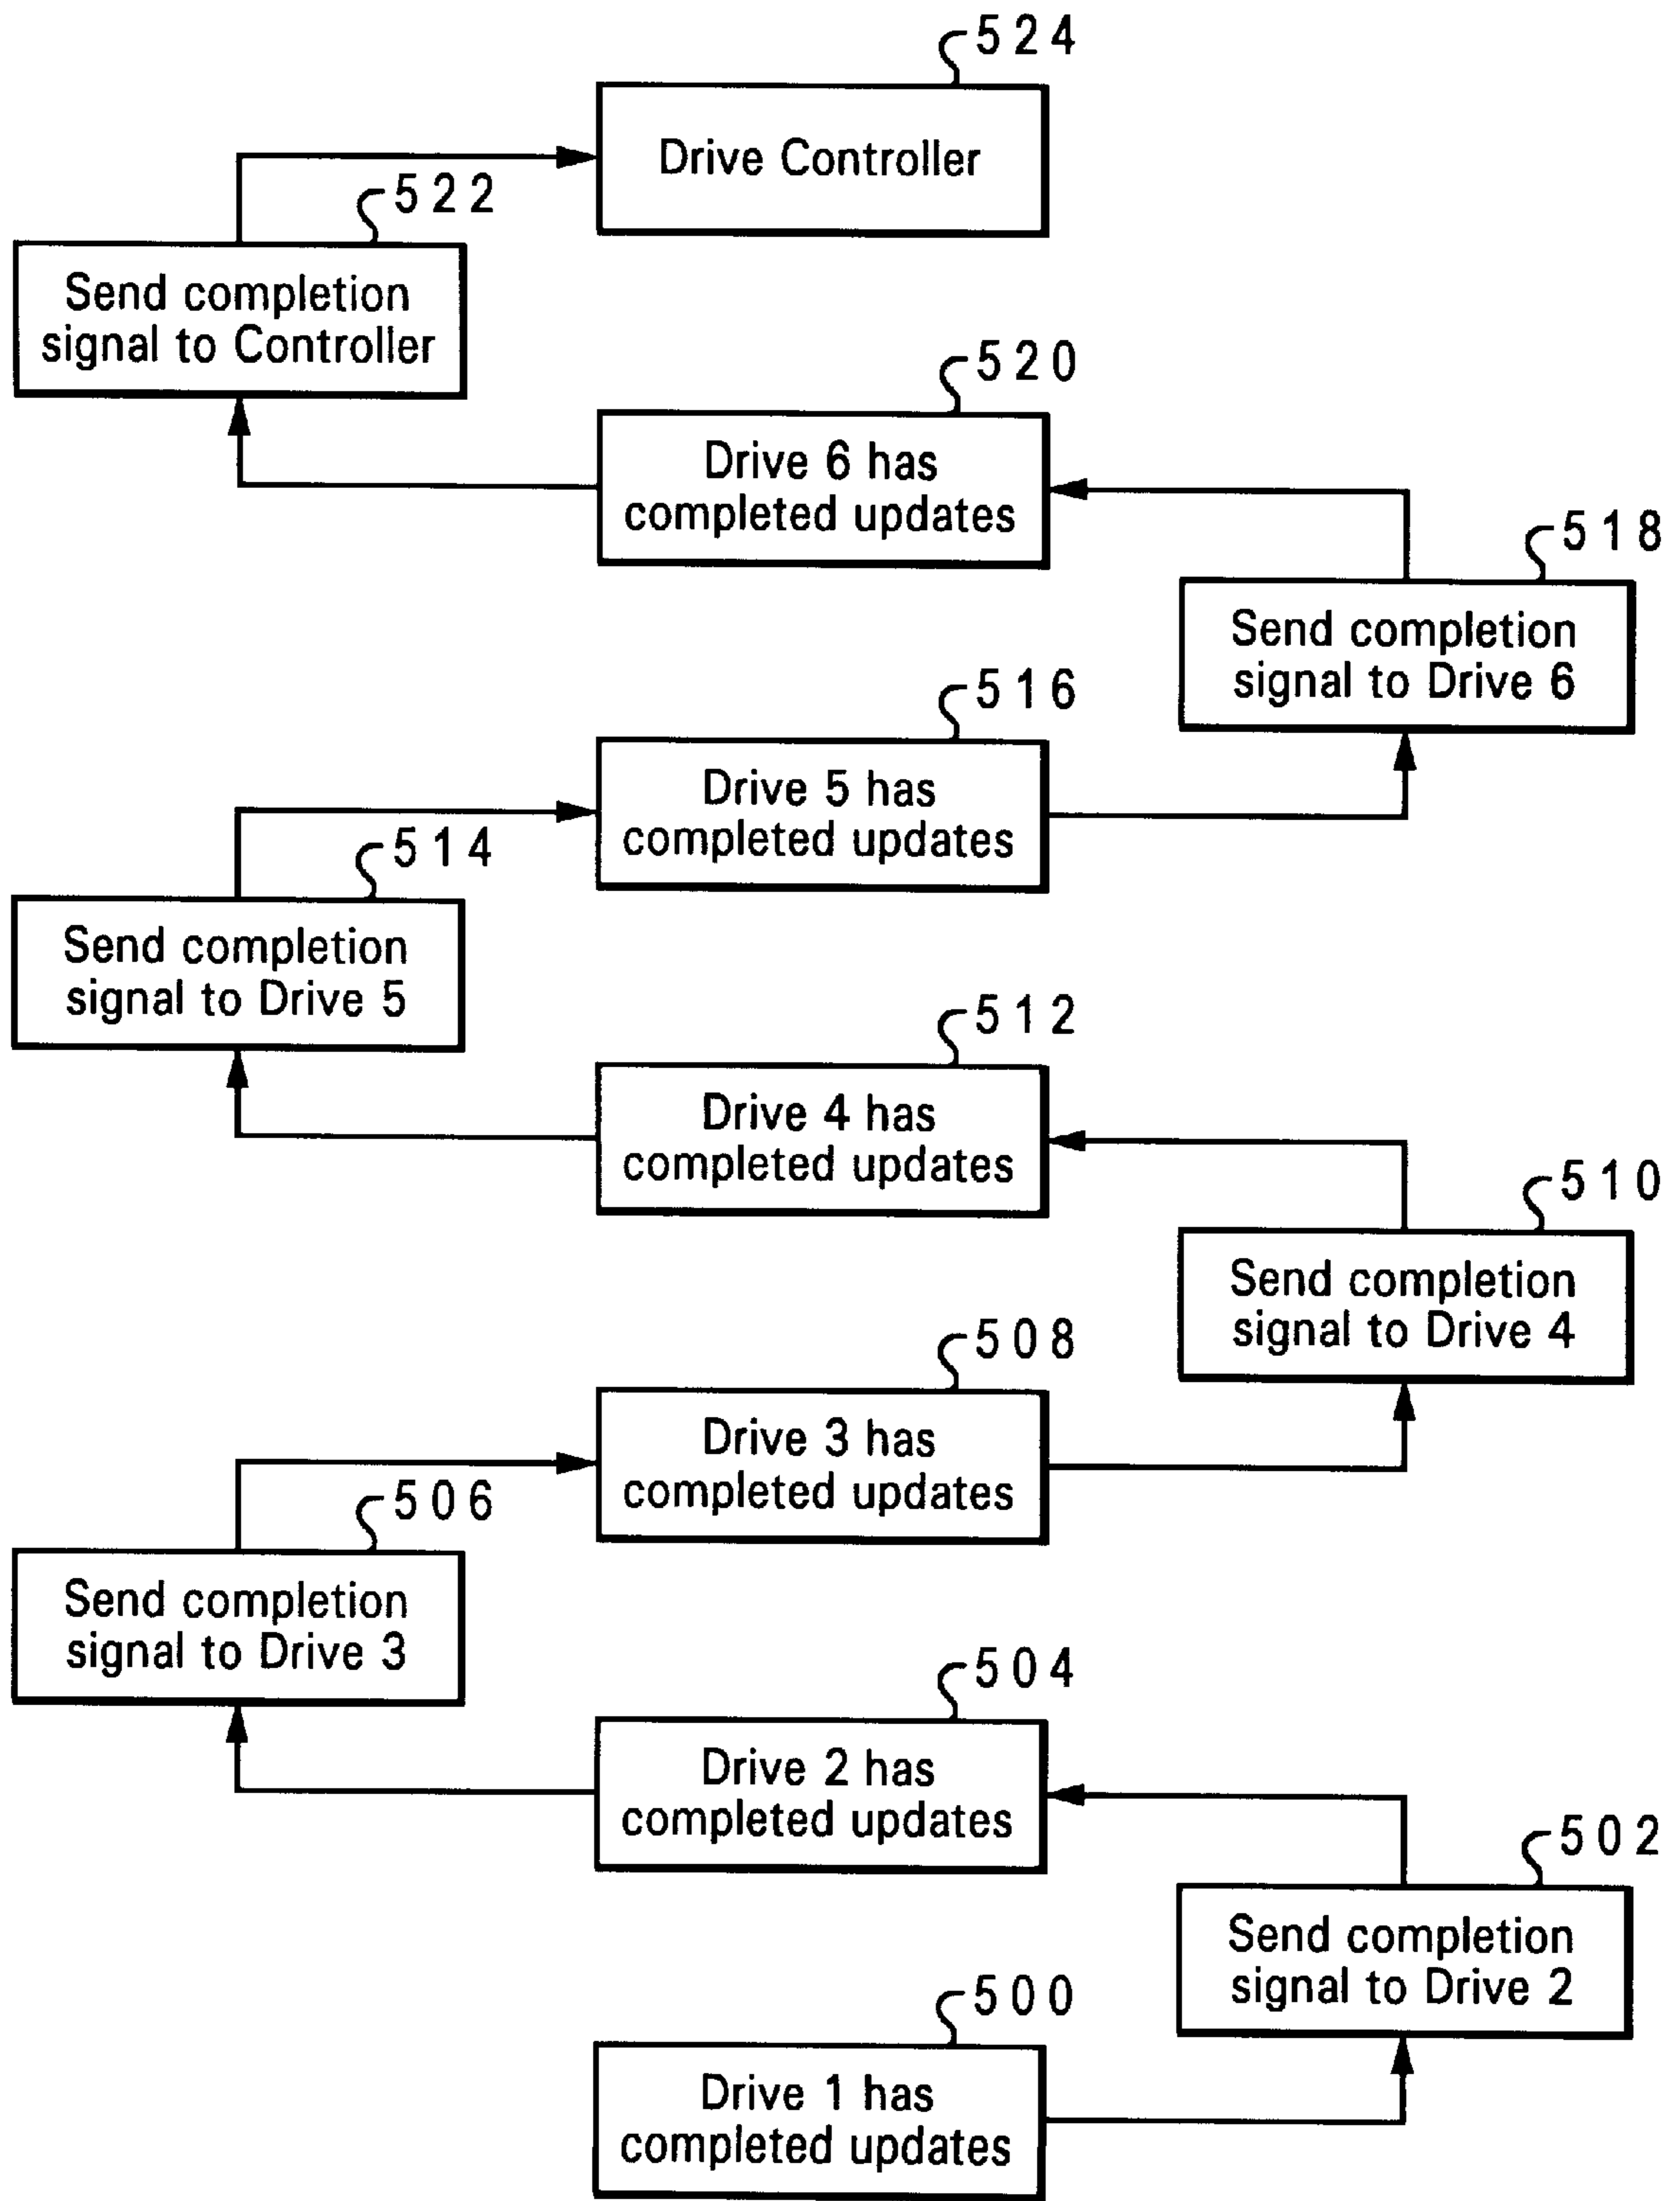 524
Drive Controller
522
Send completion
signal to Controller
520
Drive 6 has
completed updates
518
Send completion
signal to Drive 6
516
Drive 5 has
completed updates
514
Send completion
signal to Drive 5
512
Drive 4 has
completed updates
510
Send completion
signal to Drive 4
508
Drive 3 has
completed updates
506
Send completion
signal to Drive 3
504
Drive 2 has
completed updates
502
Send completion
signal to Drive 2
500
Drive 1 has
completed updates